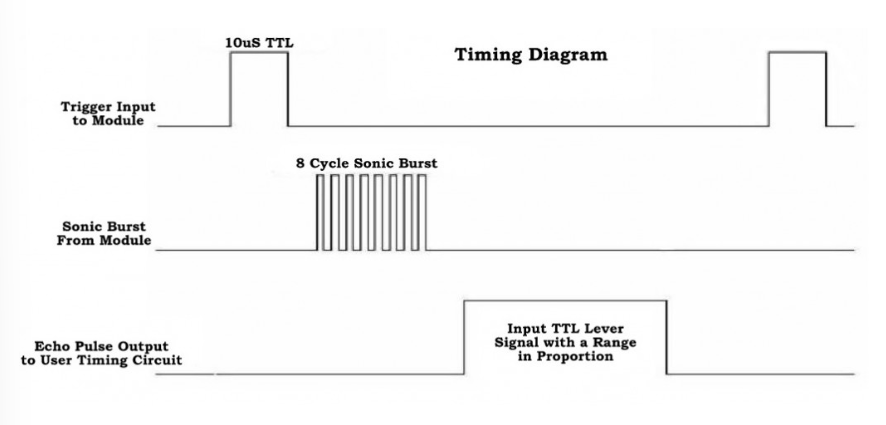 10uS TTL
Timing Diagram
Trigger Input
to Module
8 Cycle Sonic Burst
Sonic Burst
From Module
Input TTL Lever
Signal with a Range
in Proportion
Echo Pulse Output
to User Timing Circuit